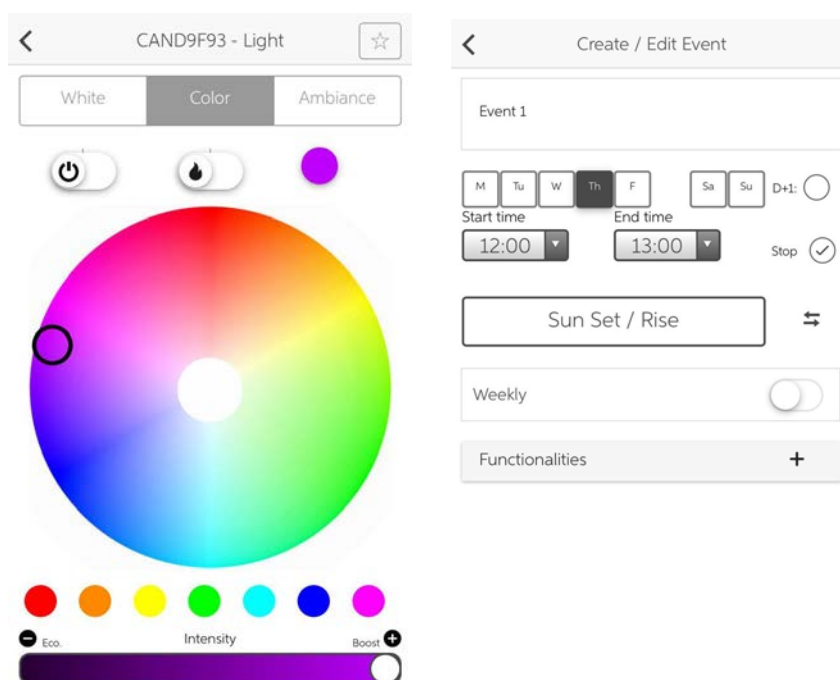 CAND9F93 - Light
White Color Ambiance
Eco. Intensity Boost
Create / Edit Event
Event 1
M Tu W Th F Sa Su D+1:
Start time End time
12:00 13:00 Stop
Sun Set / Rise
Weekly
Functionalities +